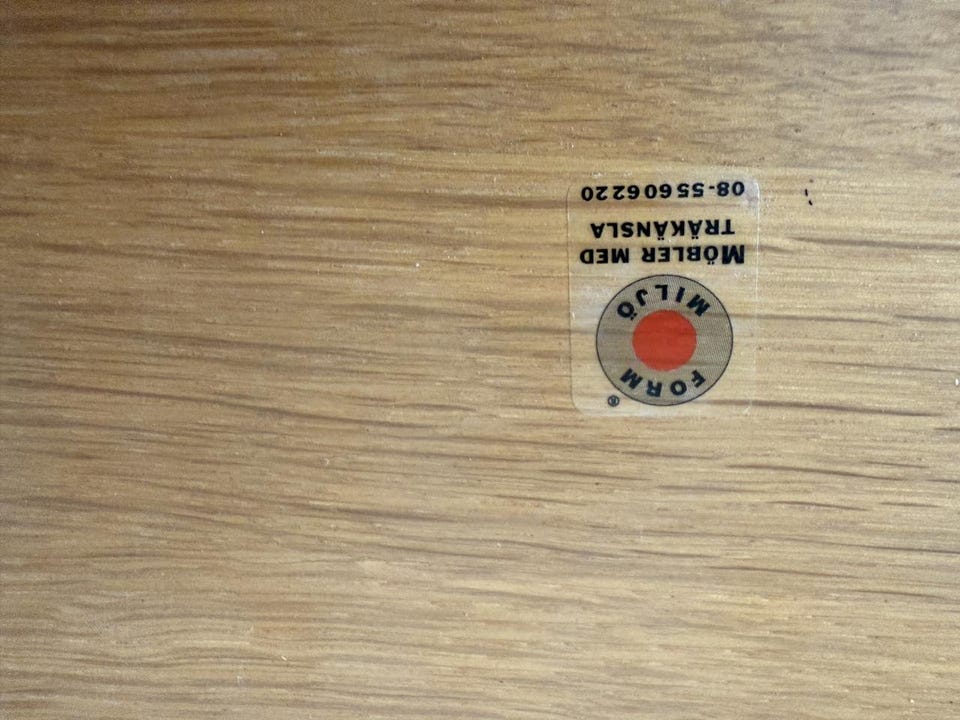 FORM
®
MILJÖ
MÖBLER MED
TRÄKÄNSLA
08-55606220